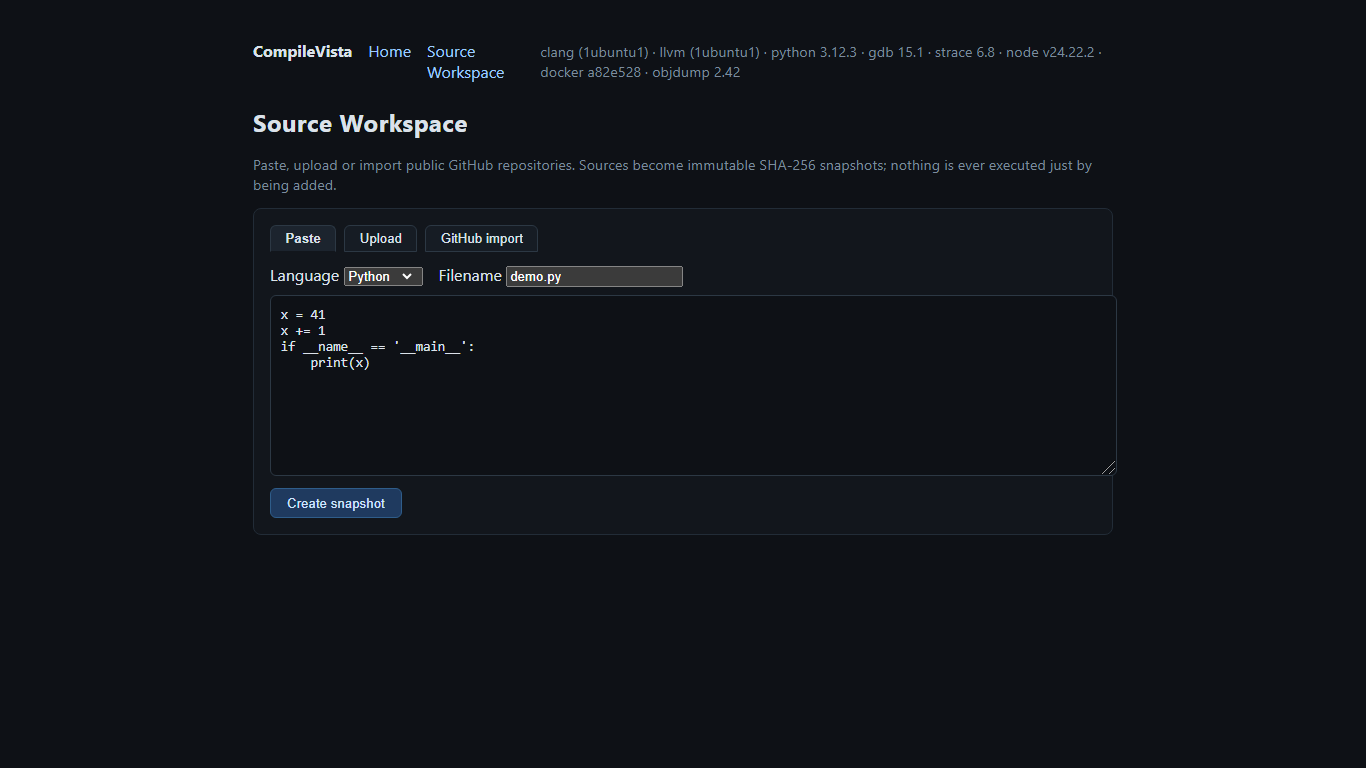 CompileVista Home Source Workspace clang (1ubuntu1) · llvm (1ubuntu1) · python 3.12.3 · gdb 15.1 · strace 6.8 · node v24.22.2 ·
docker a82e528 · objdump 2.42
Source Workspace
Paste, upload or import public GitHub repositories. Sources become immutable SHA-256 snapshots; nothing is ever executed just by
being added.
Paste Upload GitHub import
Language Python Filename demo.py
x = 41
x += 1
if __name__ == '__main__':
    print(x)
Create snapshot